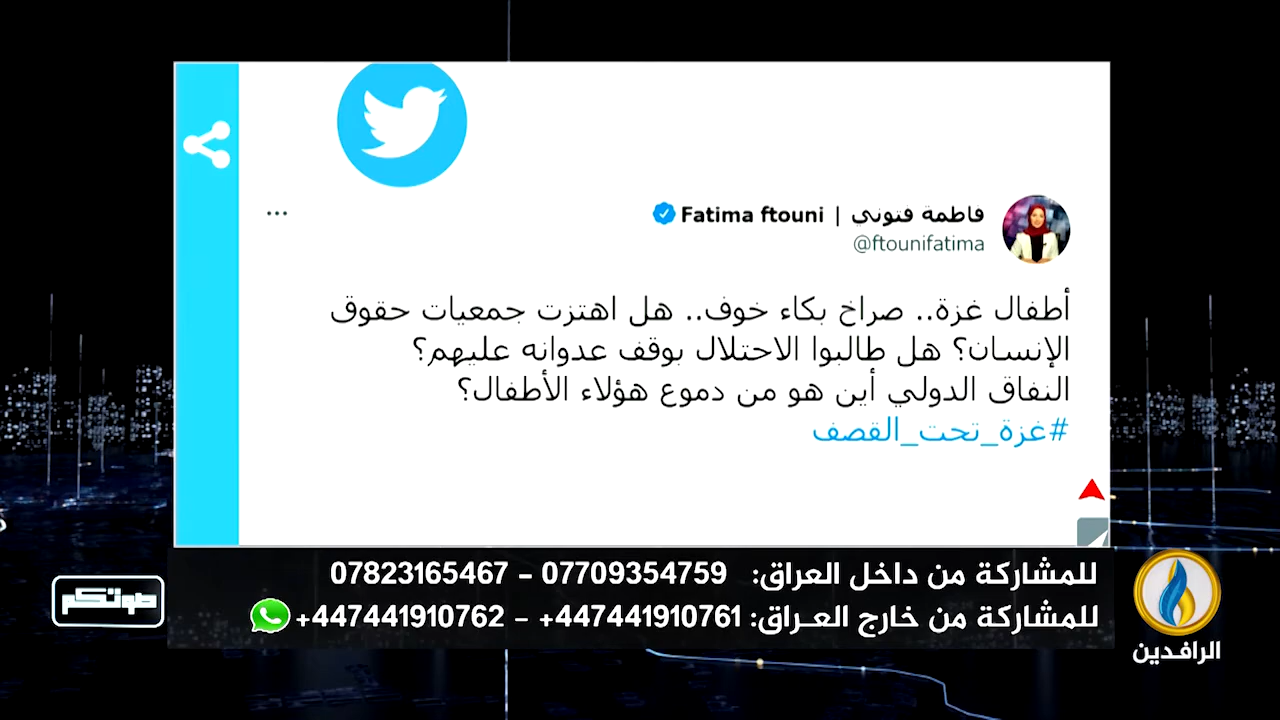 فاطمة فتوني | Fatima ftouni
@ftounifatima
أطفال غزة.. صراخ بكاء خوف.. هل اهتزت جمعيات حقوق
الإنسان؟ هل طالبوا الاحتلال بوقف عدوانه عليهم؟
النفاق الدولي أين هو من دموع هؤلاء الأطفال؟
#غزة_تحت_القصف
للمشاركة من داخل العراق: 07709354759 - 07823165467
للمشاركة من خارج العـراق: 447441910761+ - 447441910762+
صوتكم
الرافدين